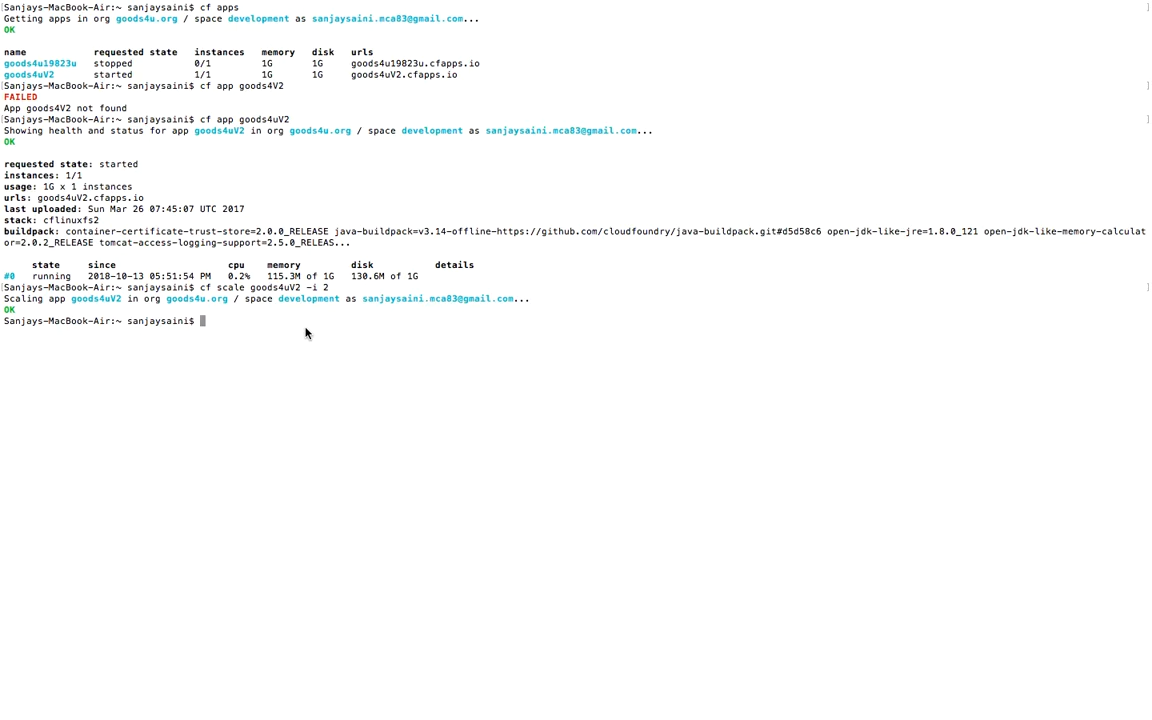 Sanjays-MacBook-Air:~ sanjaysaini$ cf apps
Getting apps in org goods4u.org / space development as sanjaysaini.mca83@gmail.com...
OK
name requested state instances memory disk urls
goods4u19823u stopped 0/1 1G 1G goods4u19823u.cfapps.io
goods4uV2 started 1/1 1G 1G goods4uV2.cfapps.io
Sanjays-MacBook-Air:~ sanjaysaini$ cf app goods4V2
FAILED
App goods4V2 not found
Sanjays-MacBook-Air:~ sanjaysaini$ cf app goods4uV2
Showing health and status for app goods4uV2 in org goods4u.org / space development as sanjaysaini.mca83@gmail.com...
OK
requested state: started
instances: 1/1
usage: 1G x 1 instances
urls: goods4uV2.cfapps.io
last uploaded: Sun Mar 26 07:45:07 UTC 2017
stack: cflinuxfs2
buildpack: container-certificate-trust-store=2.0.0_RELEASE java-buildpack=v3.14-offline-https://github.com/cloudfoundry/java-buildpack.git#d5d58c6 open-jdk-like-jre=1.8.0_121 open-jdk-like-memory-calculat
or=2.0.2_RELEASE tomcat-access-logging-support=2.5.0_RELEAS...
state since cpu memory disk details
#0 running 2018-10-13 05:51:54 PM 0.2% 115.3M of 1G 130.6M of 1G
Sanjays-MacBook-Air:~ sanjaysaini$ cf scale goods4uV2 -i 2
Scaling app goods4uV2 in org goods4u.org / space development as sanjaysaini.mca83@gmail.com...
OK
Sanjays-MacBook-Air:~ sanjaysaini$